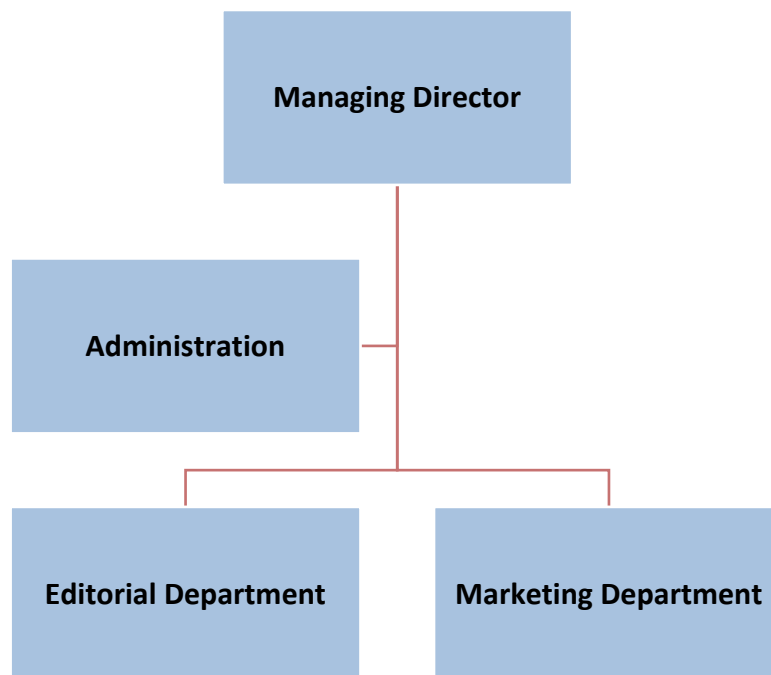 Managing Director
Administration
Editorial Department
Marketing Department